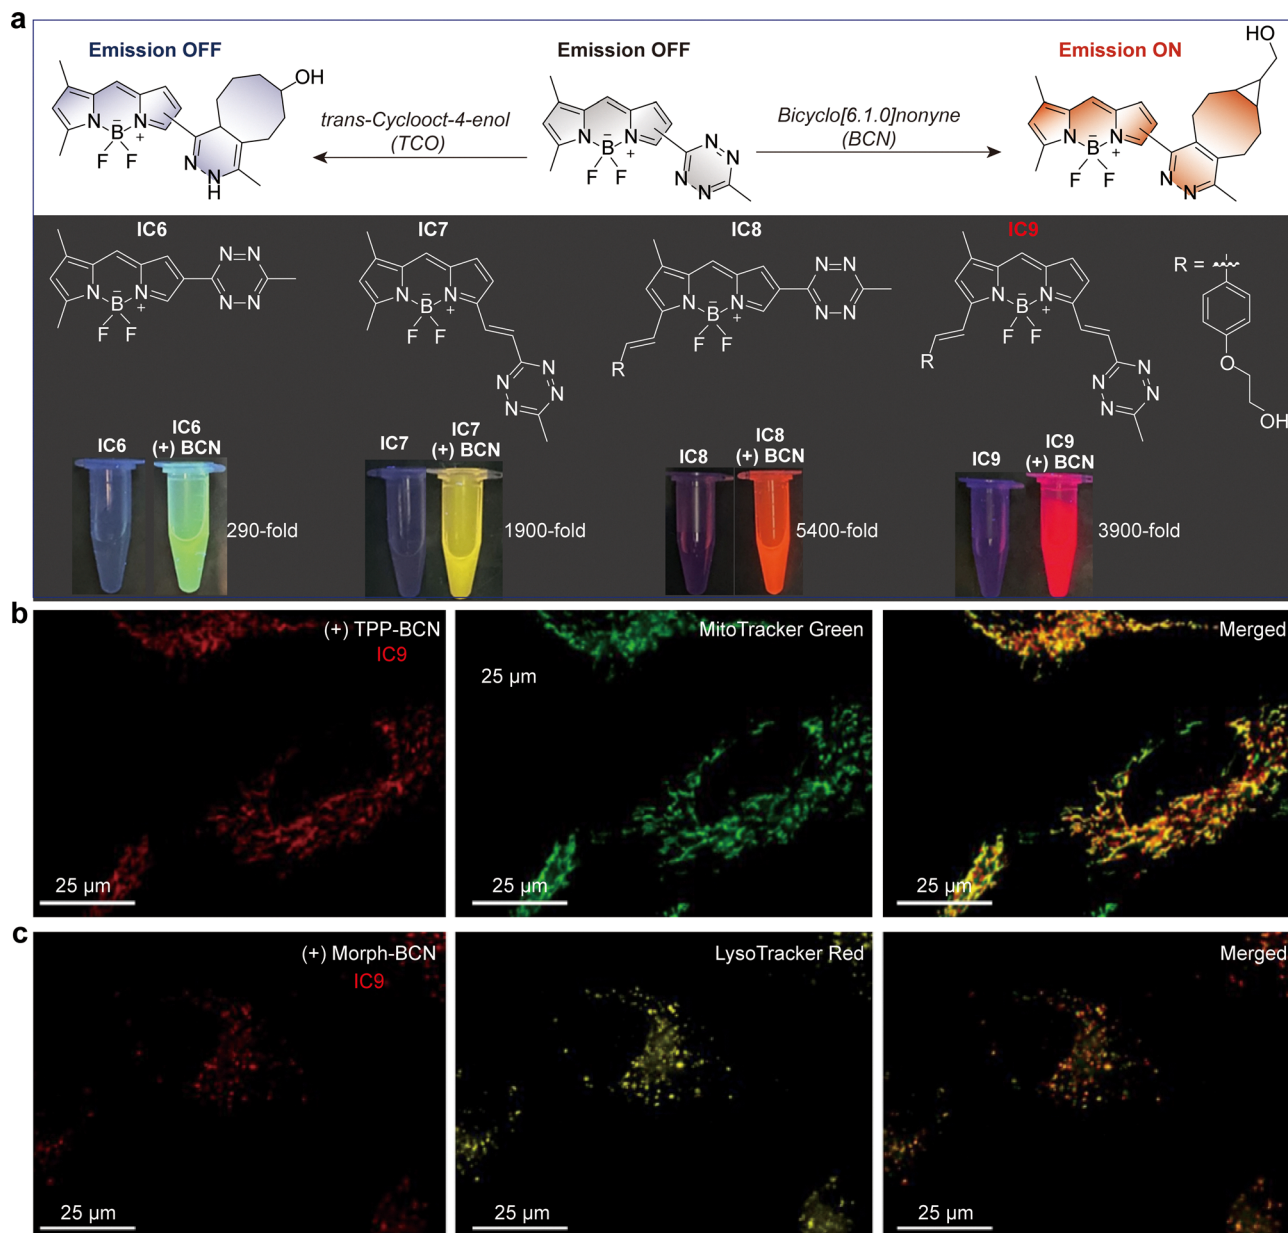 a
Emission OFF
Emission OFF
Emission ON
HO
OH
trans-Cyclooct-4-enol
(TCO)
Bicyclo[6.1.0]nonyne
(BCN)
N B N
− +
F F
N
N
H
N B N
− +
F F
N N
N N
N B N
− +
F F
N N
IC6
IC7
IC8
IC9
N B N
− +
F F
N N
N N
N B N
− +
F F
N N
N N
N B N
− +
F F
R
N N
N N
N B N
− +
F F
R
N N
N N
R =
O
OH
IC6
IC6
(+) BCN
290-fold
IC7
IC7
(+) BCN
1900-fold
IC8
IC8
(+) BCN
5400-fold
IC9
IC9
(+) BCN
3900-fold
b
(+) TPP-BCN
IC9
25 µm
MitoTracker Green
25 µm
25 µm
Merged
25 µm
c
(+) Morph-BCN
IC9
25 µm
LysoTracker Red
25 µm
Merged
25 µm